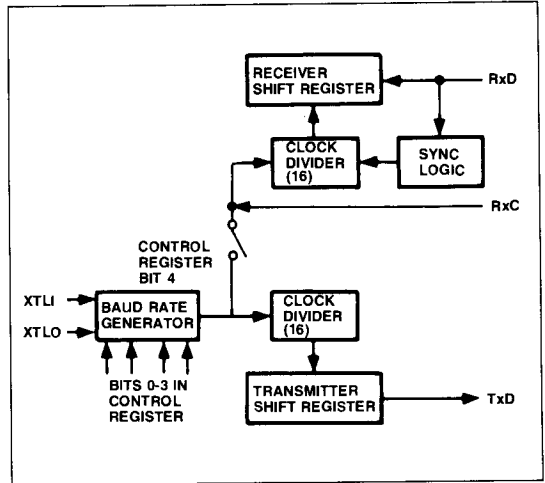 RECEIVER
SHIFT REGISTER
RxD
CLOCK
DIVIDER
(16)
SYNC
LOGIC
RxC
CONTROL
REGISTER
BIT 4
XTLI
XTLO
BAUD RATE
GENERATOR
CLOCK
DIVIDER
(16)
BITS 0-3 IN
CONTROL
REGISTER
TRANSMITTER
SHIFT REGISTER
TxD